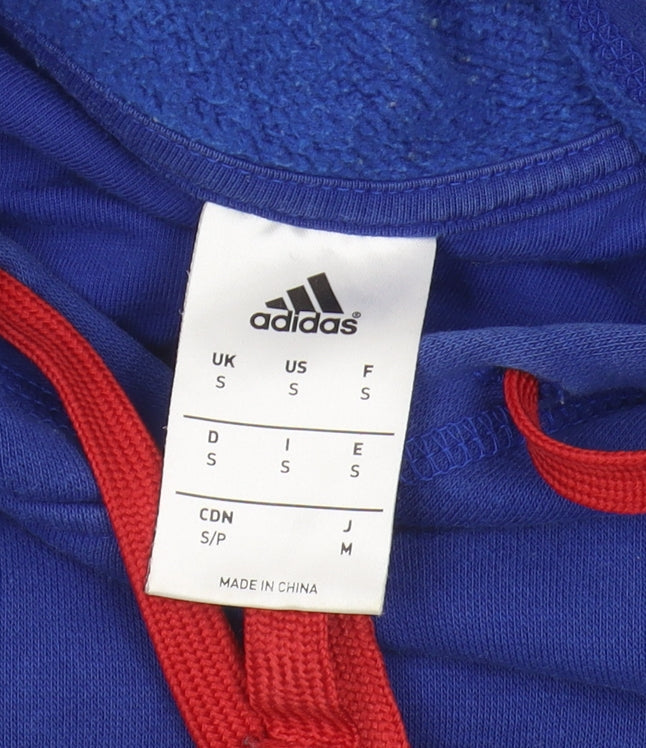 adidas®
UK US F
S S S
D I E
S S S
CDN J
S/P M
MADE IN CHINA